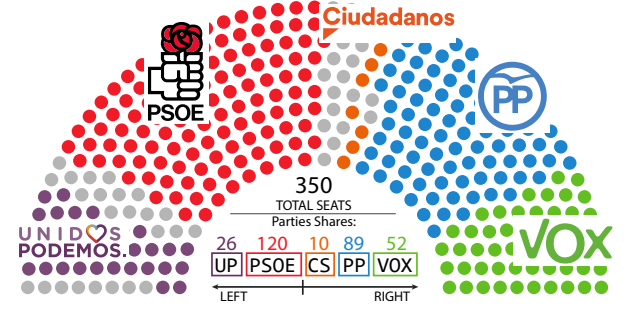 Ciudadanos
PSOE
PP
UNIDOS
PODEMOS.
VOX
350
TOTAL SEATS
Parties Shares:
26 120 10 89 52
UP PSOE CS PP VOX
LEFT RIGHT